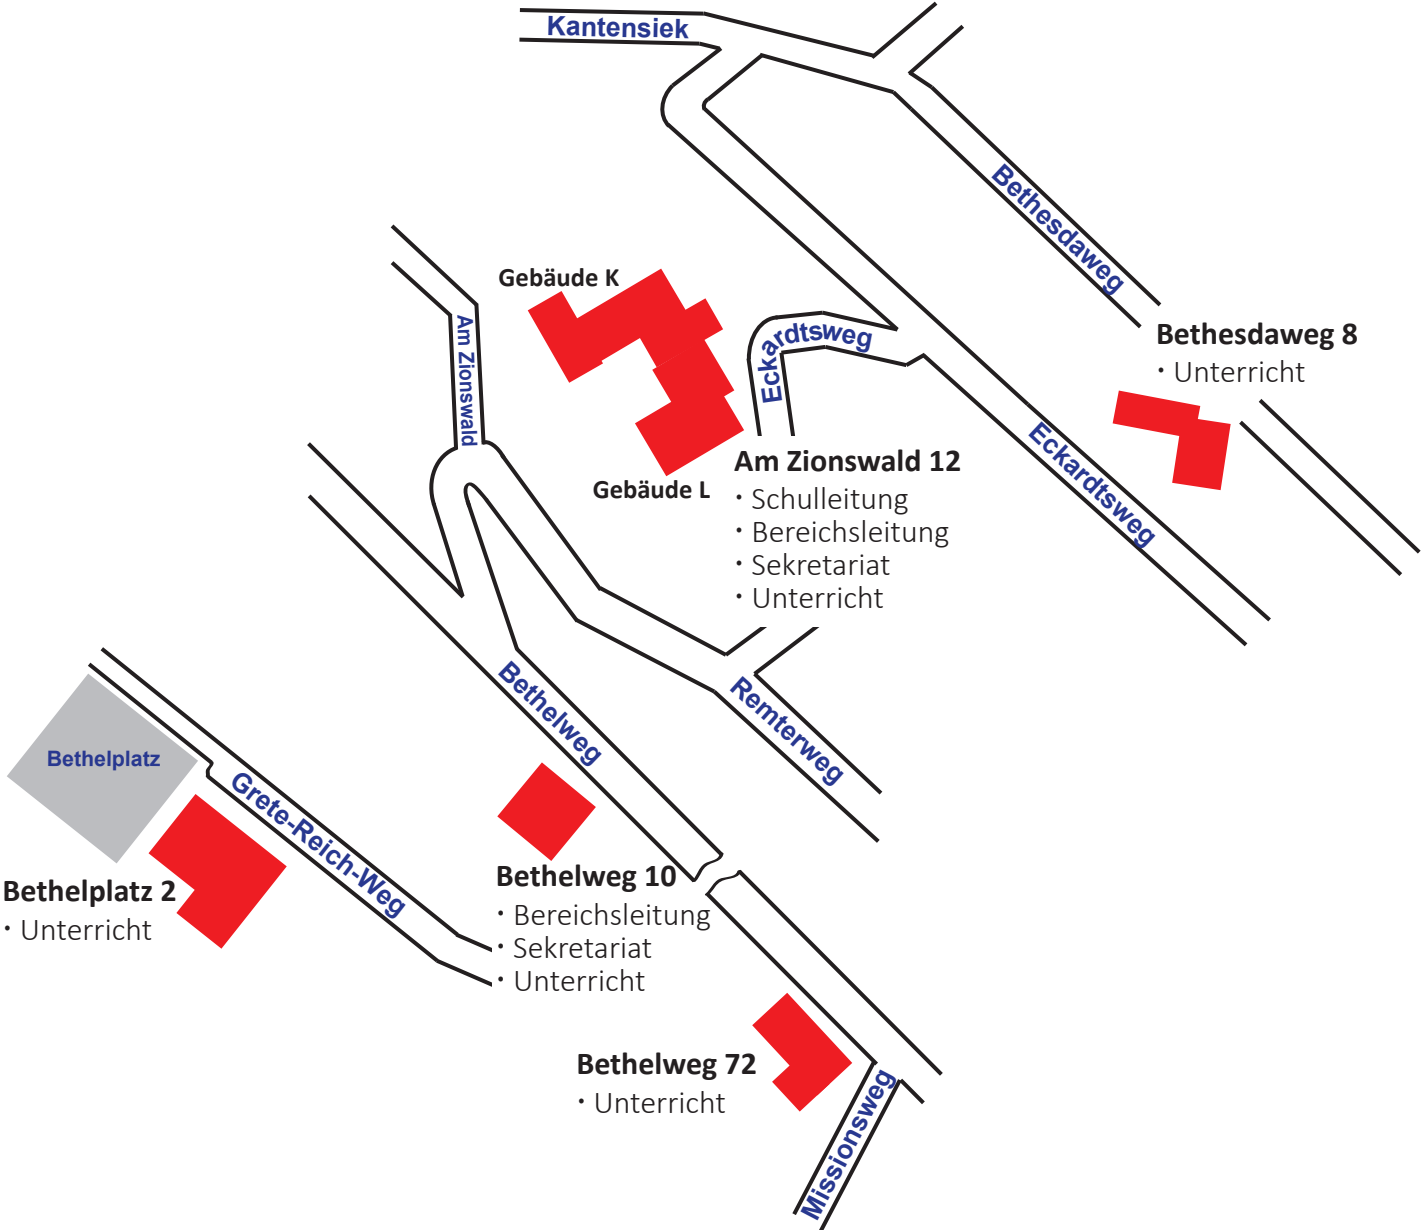 Kantensiek
Bethesdaweg
Gebäude K
Am Zionswald
Eckardtsweg
Bethesdaweg 8
· Unterricht
Eckardtsweg
Gebäude L
Am Zionswald 12
· Schulleitung
· Bereichsleitung
· Sekretariat
· Unterricht
Bethelweg
Remterweg
Bethelplatz
Grete-Reich-Weg
Bethelplatz 2
· Unterricht
Bethelweg 10
· Bereichsleitung
· Sekretariat
· Unterricht
Bethelweg 72
· Unterricht
Missionsweg